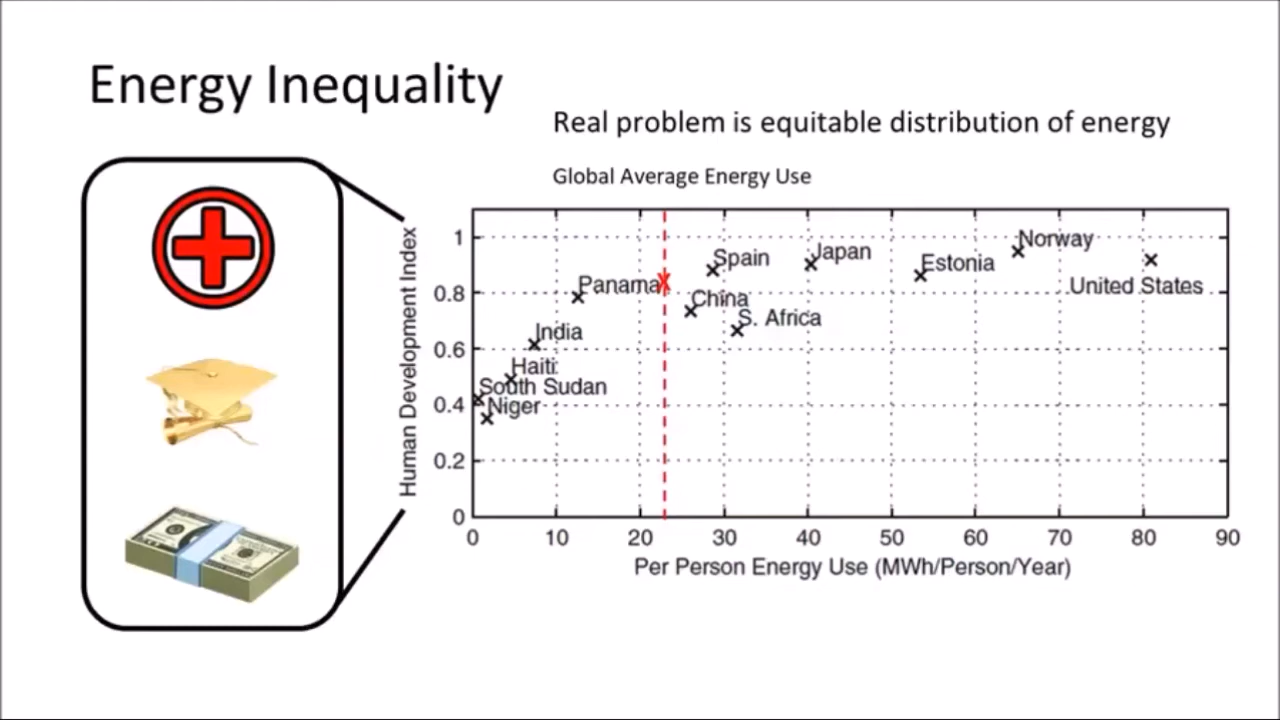 Energy Inequality
Real problem is equitable distribution of energy
Global Average Energy Use
Human Development Index
1
0.8
0.6
0.4
0.2
0
Norway
Japan
Spain
Estonia
Panama
United States
China
S. Africa
India
Haiti
South Sudan
Niger
0 10 20 30 40 50 60 70 80 90
Per Person Energy Use (MWh/Person/Year)